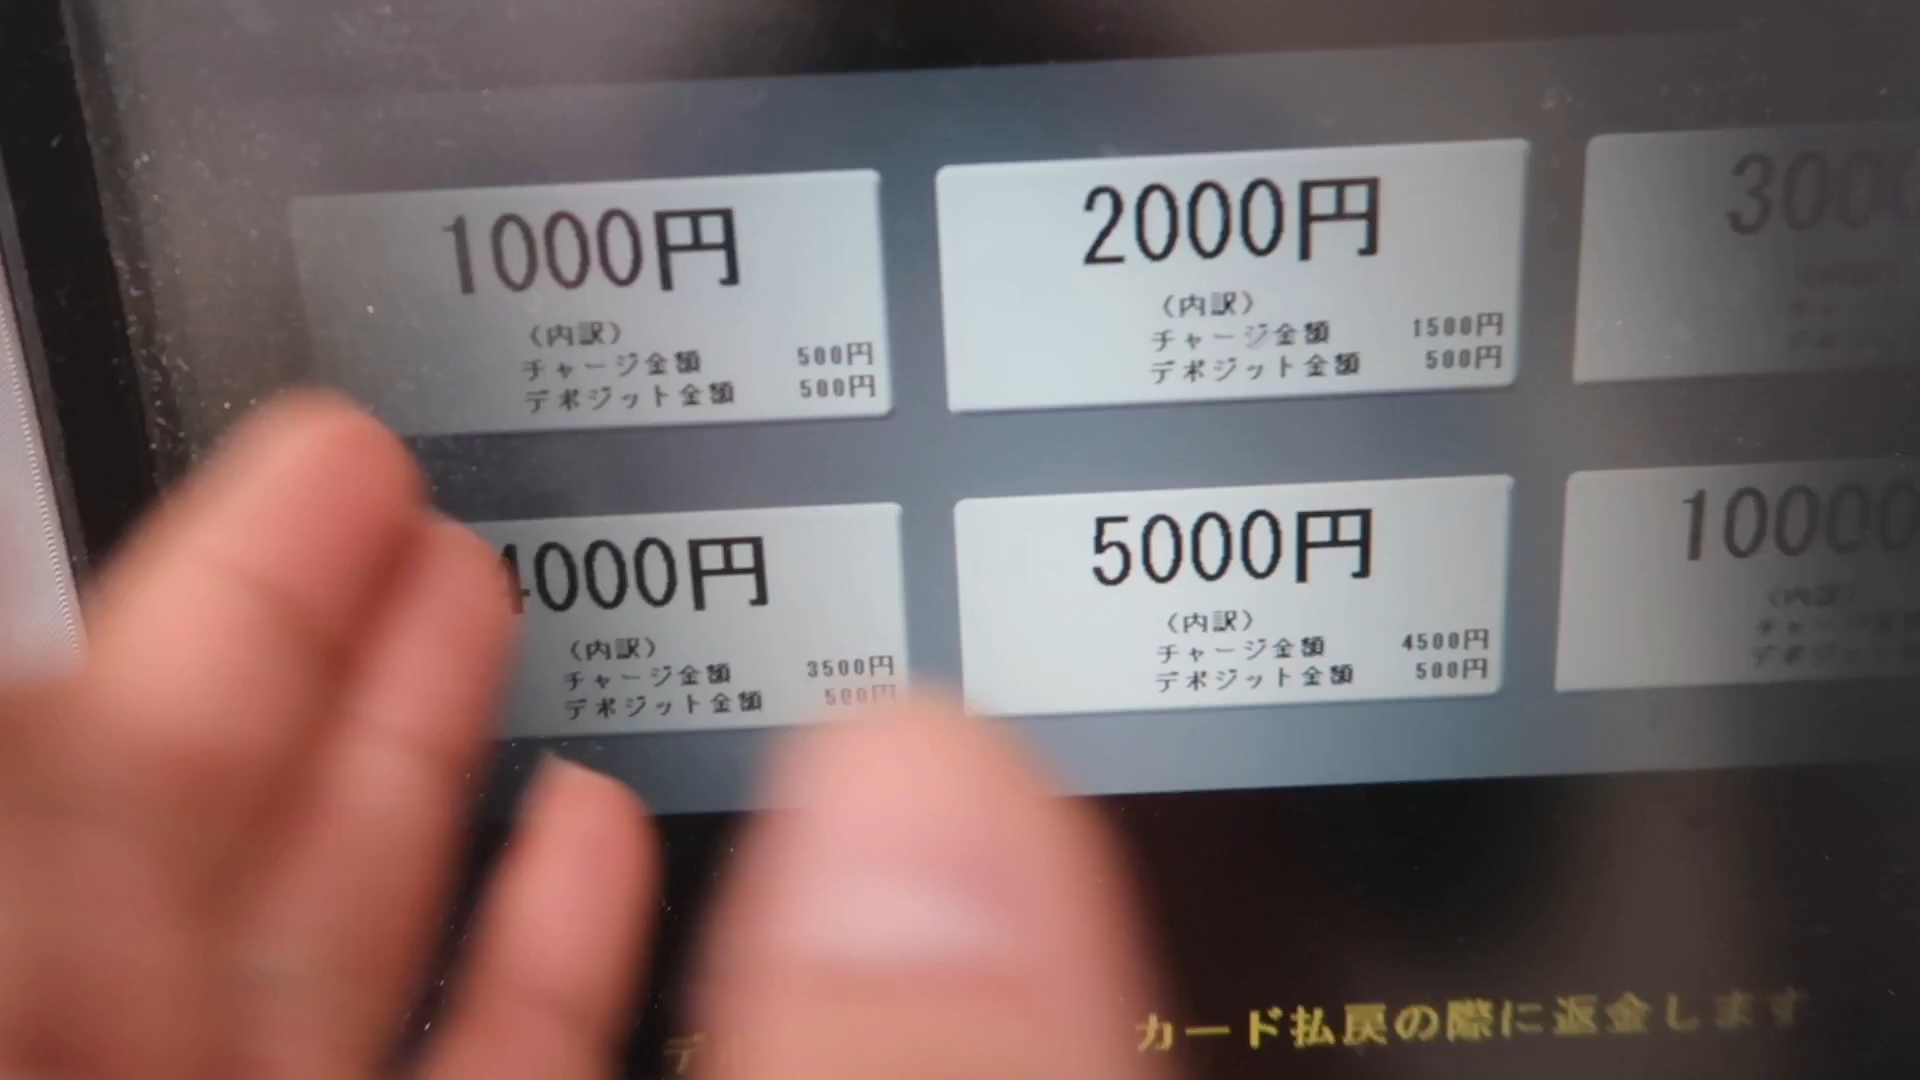 1000円
（内訳）
チャージ金額 500円
デポジット金額 500円
2000円
（内訳）
チャージ金額 1500円
デポジット金額 500円
3000
4000円
（内訳）
チャージ金額 3500円
デポジット金額 500円
5000円
（内訳）
チャージ金額 4500円
デポジット金額 500円
10000
（内訳）
カード払戻の際に返金します